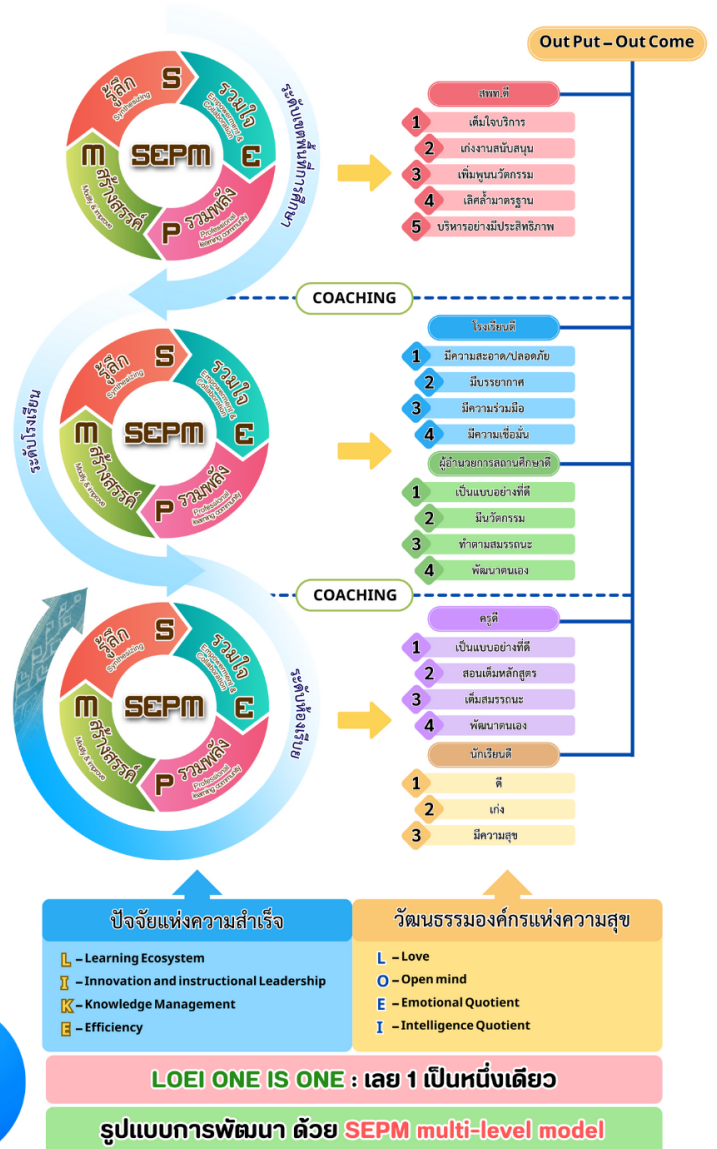 Out Put – Out Come
S
รู้ลึก
Synthesizing
รวมใจ
Empowerment &
Collaboration
E
รวมพลัง
Professional
learning community
P
สร้างสรรค์
Modify & improve
M
SEPM
ระดับเขตพื้นที่การศึกษา
สพท.ดี
1 เต็มใจบริการ
2 เก่งงานสนับสนุน
3 เพิ่มพูนนวัตกรรม
4 เลิศล้ำมาตรฐาน
5 บริหารอย่างมีประสิทธิภาพ
COACHING
S
รู้ลึก
Synthesizing
รวมใจ
Empowerment &
Collaboration
E
รวมพลัง
Professional
learning community
P
สร้างสรรค์
Modify & improve
M
SEPM
ระดับโรงเรียน
โรงเรียนดี
1 มีความสะอาด/ปลอดภัย
2 มีบรรยากาศ
3 มีความร่วมมือ
4 มีความเชื่อมั่น
ผู้อำนวยการสถานศึกษาดี
1 เป็นแบบอย่างที่ดี
2 มีนวัตกรรม
3 ทำตามสมรรถนะ
4 พัฒนาตนเอง
COACHING
S
รู้ลึก
Synthesizing
รวมใจ
Empowerment &
Collaboration
E
รวมพลัง
Professional
learning community
P
สร้างสรรค์
Modify & improve
M
SEPM
ระดับห้องเรียน
ครูดี
1 เป็นแบบอย่างที่ดี
2 สอนเต็มหลักสูตร
3 เต็มสมรรถนะ
4 พัฒนาตนเอง
นักเรียนดี
1 ดี
2 เก่ง
3 มีความสุข
ปัจจัยแห่งความสำเร็จ
L – Learning Ecosystem
I – Innovation and instructional Leadership
K – Knowledge Management
E – Efficiency
วัฒนธรรมองค์กรแห่งความสุข
L – Love
O – Open mind
E – Emotional Quotient
I – Intelligence Quotient
LOEI ONE IS ONE : เลย 1 เป็นหนึ่งเดียว
รูปแบบการพัฒนา ด้วย SEPM multi-level model